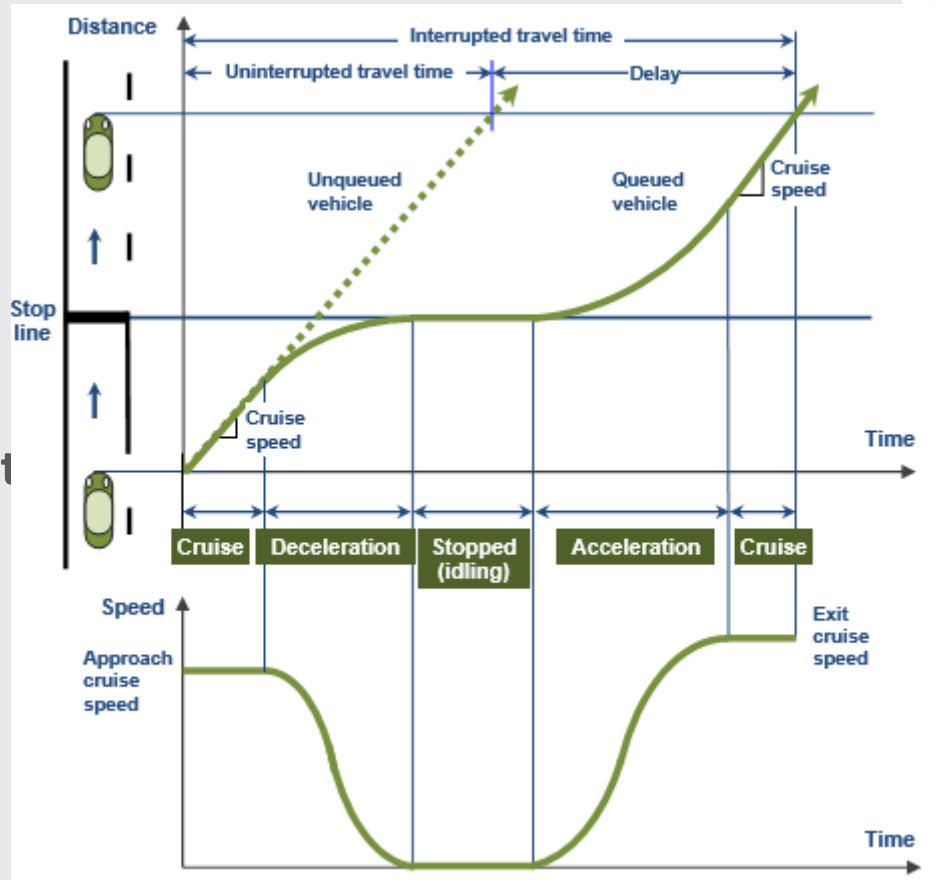 Distance
Interrupted travel time
Uninterrupted travel time
Delay
Unqueued
vehicle
Queued
vehicle
Cruise
speed
Stop
line
Cruise
speed
Time
t
Cruise
Deceleration
Stopped
(idling)
Acceleration
Cruise
Speed
Exit
cruise
speed
Approach
cruise
speed
Time